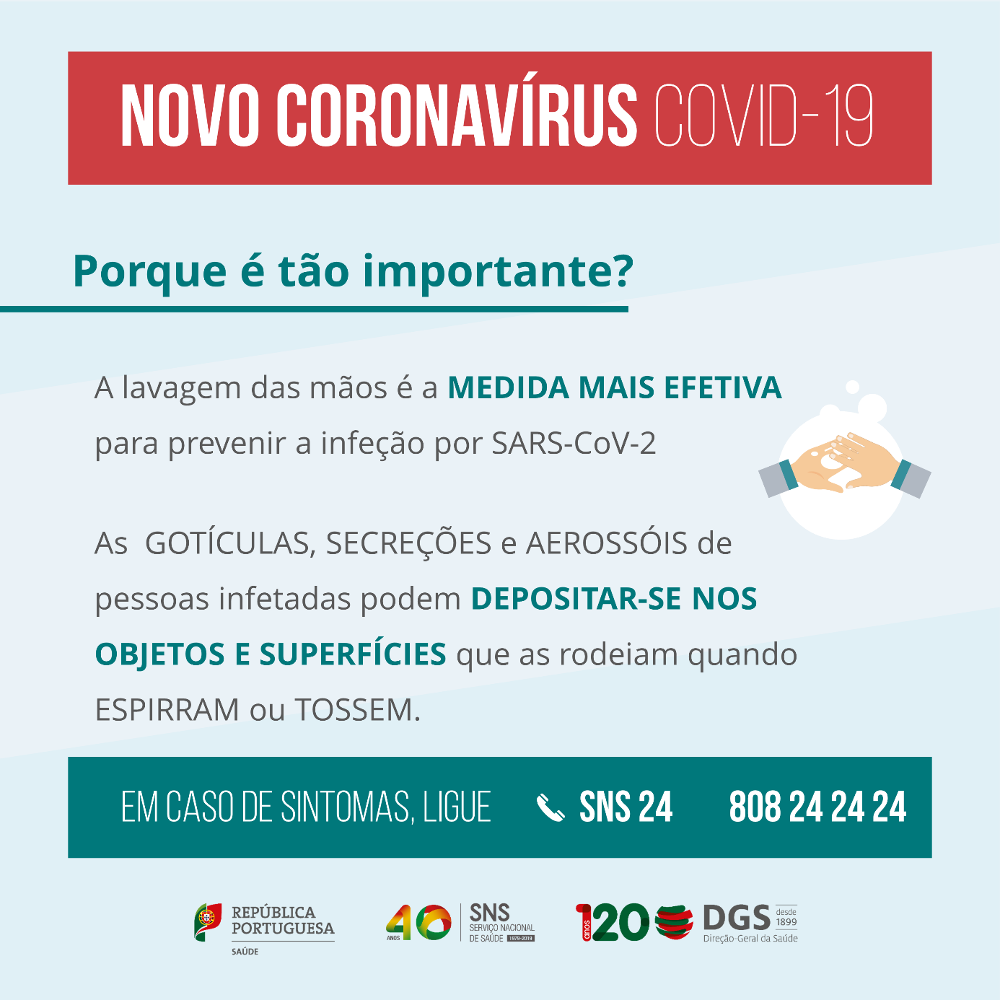 NOVO CORONAVÍRUS COVID-19
Porque é tão importante?
A lavagem das mãos é a MEDIDA MAIS EFETIVA
para prevenir a infeção por SARS-CoV-2
As GOTÍCULAS, SECREÇÕES e AEROSSÓIS de
pessoas infetadas podem DEPOSITAR-SE NOS
OBJETOS E SUPERFÍCIES que as rodeiam quando
ESPIRRAM ou TOSSEM.
EM CASO DE SINTOMAS, LIGUE SNS 24 808 24 24 24
REPÚBLICA
PORTUGUESA
SAÚDE
40
ANOS
SNS
SERVIÇO NACIONAL
DE SAÚDE 1979-2019
120
anos
DGS
desde
1899
Direção-Geral da Saúde